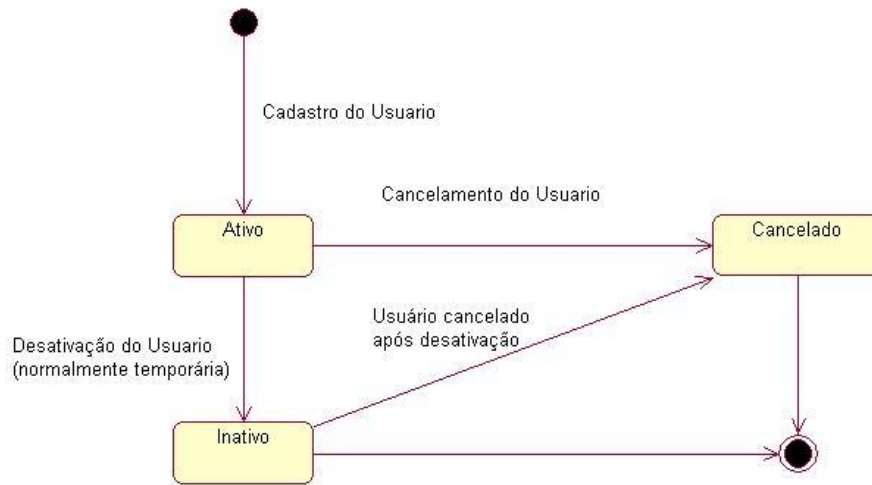 Cadastro do Usuario
Cancelamento do Usuario
Ativo
Cancelado
Usuário cancelado
após desativação
Desativação do Usuario
(normalmente temporária)
Inativo